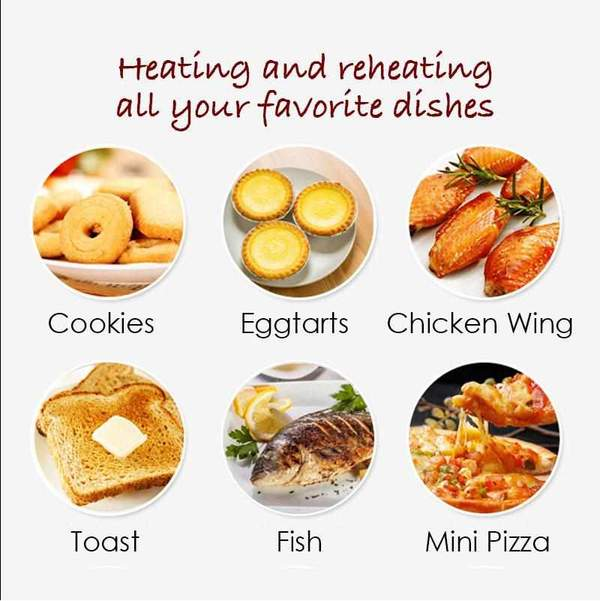 Heating and reheating
all your favorite dishes
Cookies
Eggtarts
Chicken Wing
Toast
Fish
Mini Pizza